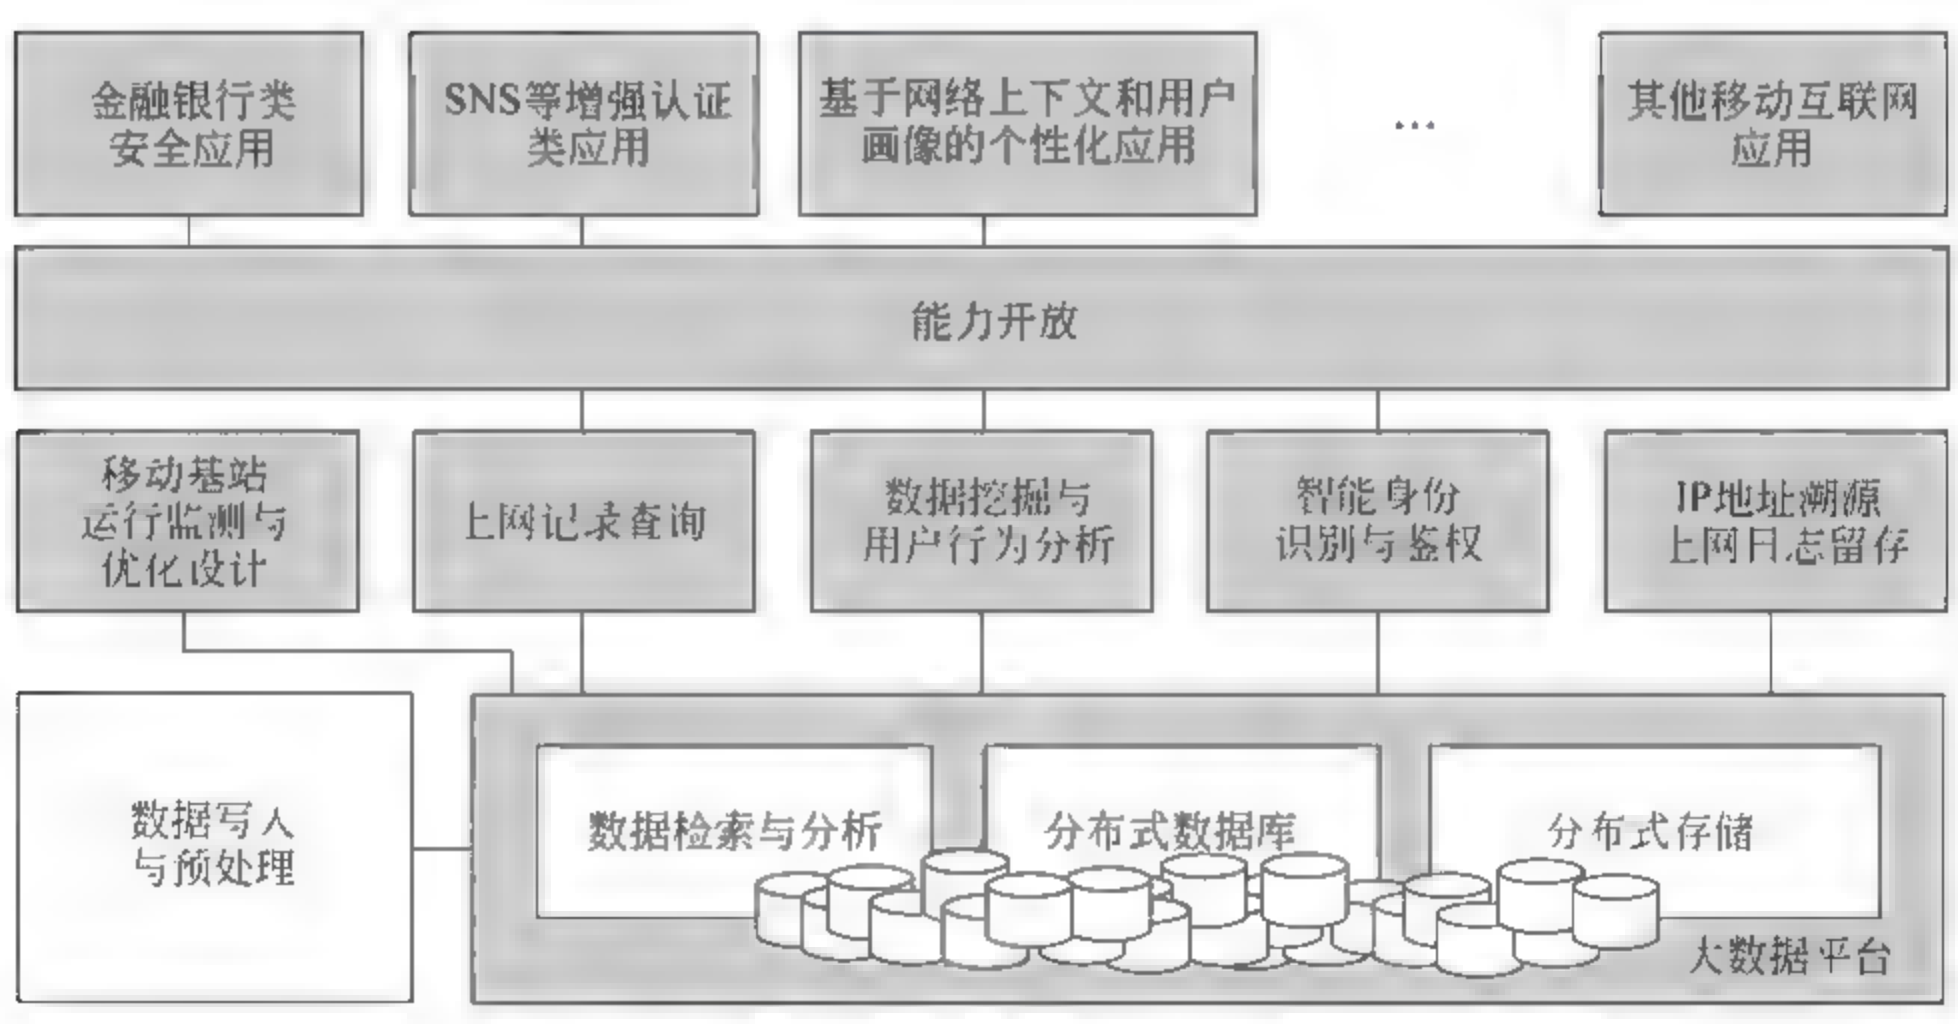 金融银行类
安全应用
SNS等增强认证
类应用
基于网络上下文和用户
画像的个性化应用
...
其他移动互联网
应用
能力开放
移动基站
运行监测与
优化设计
上网记录查询
数据挖掘与
用户行为分析
智能身份
识别与鉴权
IP地址溯源
上网日志留存
数据写入
与预处理
数据检索与分析
分布式数据库
分布式存储
大数据平台